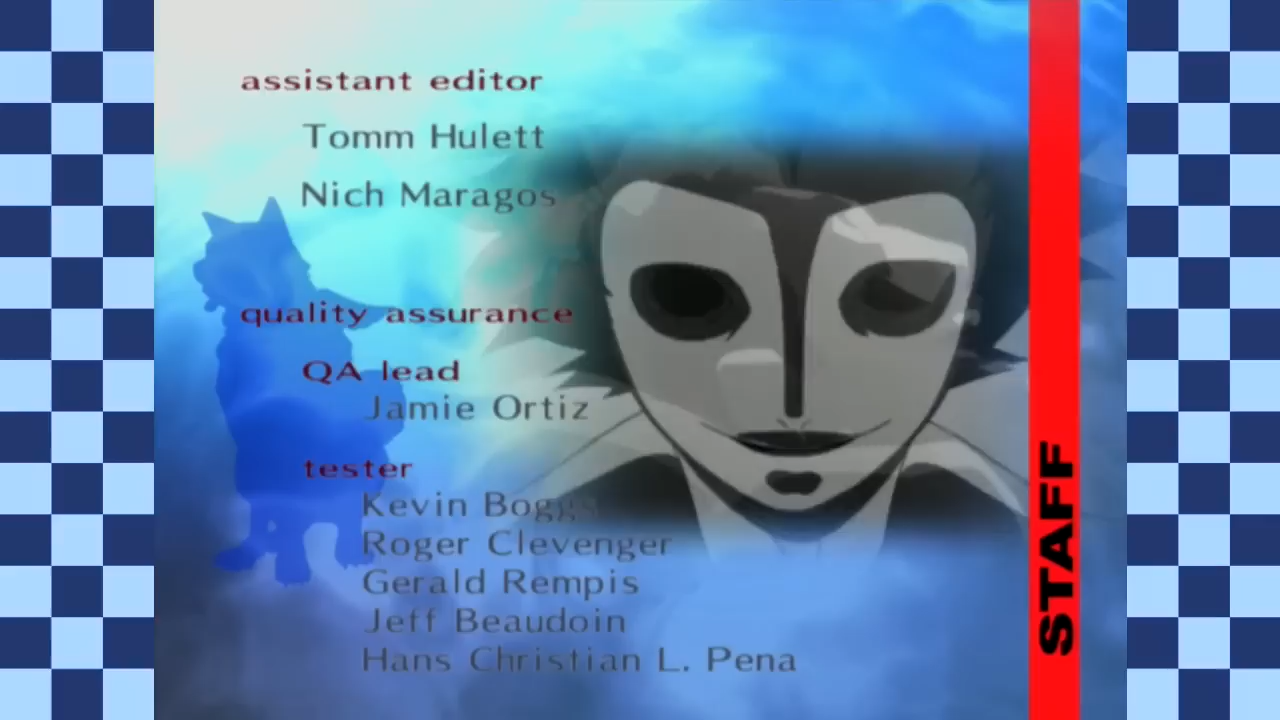 assistant editor
Tomm Hulett
Nich Maragos
quality assurance
QA lead
Jamie Ortiz
tester
Kevin Boggs
Roger Clevenger
Gerald Rempis
Jeff Beaudoin
Hans Christian L. Pena
STAFF